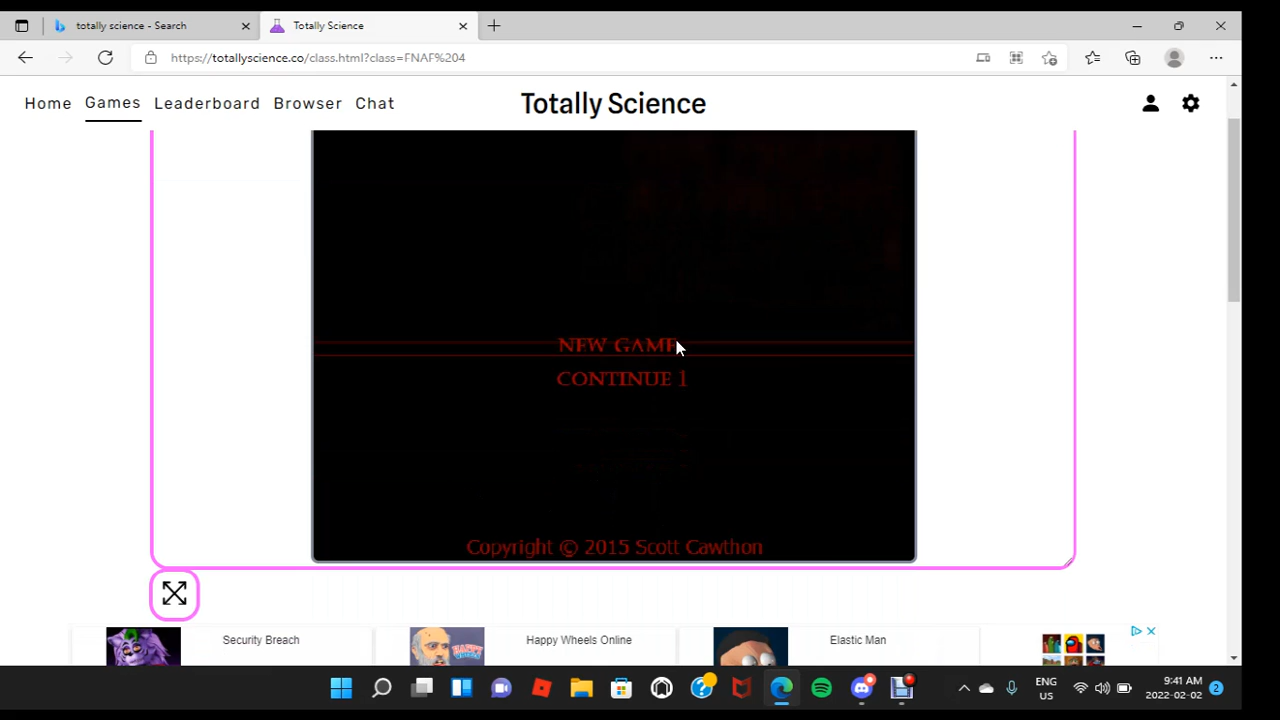 totally science - Search
Totally Science
https://totallyscience.co/class.html?class=FNAF%204
Home Games Leaderboard Browser Chat
Totally Science
NEW GAME
CONTINUE 1
Copyright © 2015 Scott Cawthon
Security Breach
Happy Wheels Online
Elastic Man
ENG
US
9:41 AM
2022-02-02
2